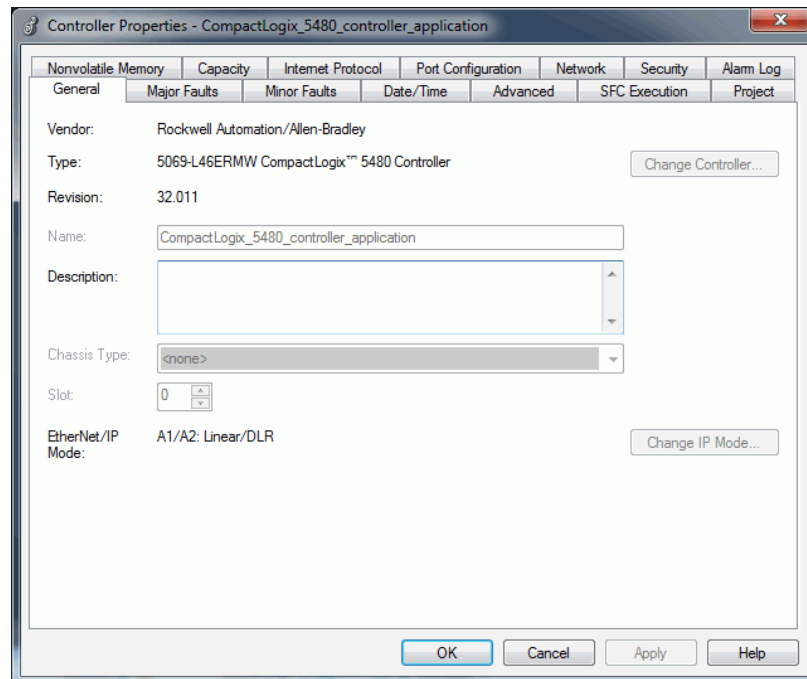 Controller Properties - CompactLogix_5480_controller_application
Nonvolatile Memory Capacity Internet Protocol Port Configuration Network Security Alarm Log
General Major Faults Minor Faults Date/Time Advanced SFC Execution Project
Vendor: Rockwell Automation/Allen-Bradley
Type: 5069-L46ERMW CompactLogix™ 5480 Controller Change Controller...
Revision: 32.011
Name: CompactLogix_5480_controller_application
Description:
Chassis Type: <none>
Slot: 0
EtherNet/IP A1/A2: Linear/DLR Change IP Mode...
Mode:
OK Cancel Apply Help